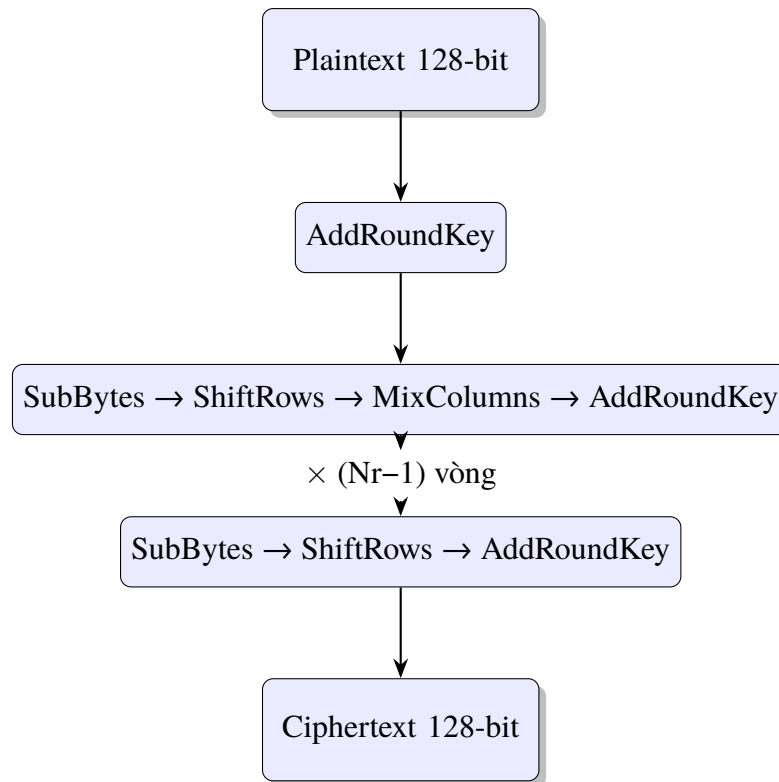 Plaintext 128-bit
AddRoundKey
SubBytes → ShiftRows → MixColumns → AddRoundKey
× (Nr−1) vòng
SubBytes → ShiftRows → AddRoundKey
Ciphertext 128-bit